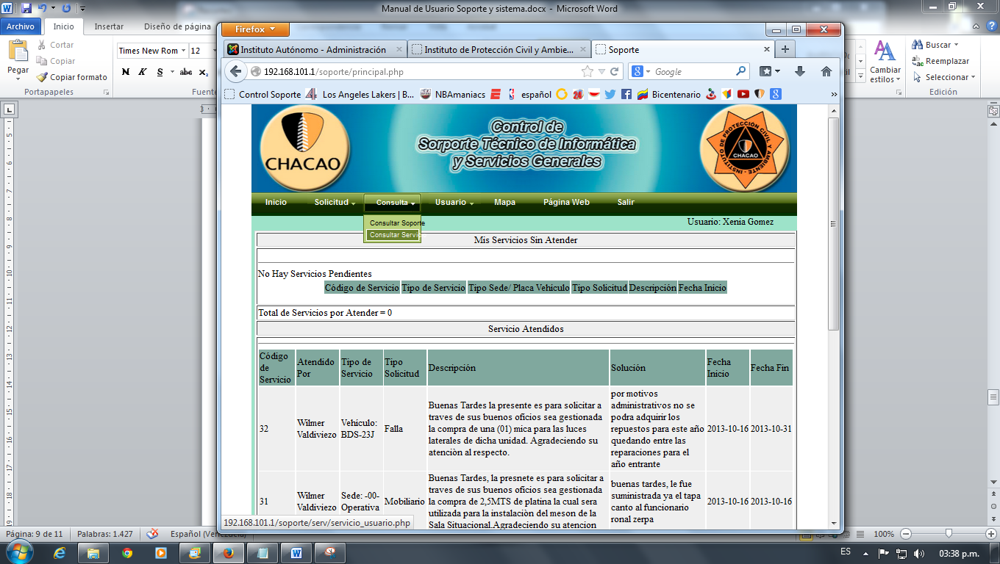 Manual de Usuario Soporte y sistema.docx - Microsoft Word
Archivo Inicio Insertar Diseño de página
Cortar
Copiar
Copiar formato
Pegar
Portapapeles
Times New Rom 12
N K S abc x₂
Fuente
Cambiar estilos
Buscar
Reemplazar
Seleccionar
Edición
Firefox
Instituto Autónomo - Administración
Instituto de Protección Civil y Ambie...
Soporte
192.168.101.1/soporte/principal.php
Google
Control Soporte
Los Angeles Lakers | B...
NBAmaniacs
español
Bicentenario
CHACAO
Control de
Sorporte Técnico de Informática
y Servicios Generales
INSTITUTO DE PROTECCIÓN CIVIL Y AMBIENTE
CHACAO
Inicio Solicitud Consulta Usuario Mapa Página Web Salir
Consultar Soporte
Consultar Servic
Usuario: Xenia Gomez
Mis Servicios Sin Atender
No Hay Servicios Pendientes
Código de Servicio Tipo de Servicio Tipo Sede/ Placa Vehiculo Tipo Solicitud Descripción Fecha Inicio
Total de Servicios por Atender = 0
Servicio Atendidos
Código de Servicio Atendido Por Tipo de Servicio Tipo Solicitud Descripción Solución Fecha Inicio Fecha Fin
32
Wilmer Valdiviezo
Vehiculo: BDS-23J
Falla
Buenas Tardes la presente es para solicitar a
traves de sus buenos oficios sea gestionada
la compra de una (01) mica para las luces
laterales de dicha unidad. Agradeciendo su
atenciòn al respecto.
por motivos
administrativos no se
podra adquirir los
repuestos para este año
quedando entre las
reparaciones para el
año entrante
2013-10-16 2013-10-31
31
Wilmer Valdiviezo
Sede: -00- Operativa
Mobiliario
Buenas Tardes, la presnete es para solicitar a
traves de sus buenos oficios sea gestionada
la compra de 2,5MTS de platina la cual sera
utilizada para la instalaciòn del meson de la
Sala Situacional.Agradeciendo su atencion
buenas tardes, le fue
suministrada ya el tapa
canto al funcionario
ronal zerpa
2013-10-16 2013-10-16
192.168.101.1/soporte/serv/servicio_usuario.php
Página: 9 de 11 Palabras: 1.427 Español (Venezuela)
100%
ES 03:38 p.m.